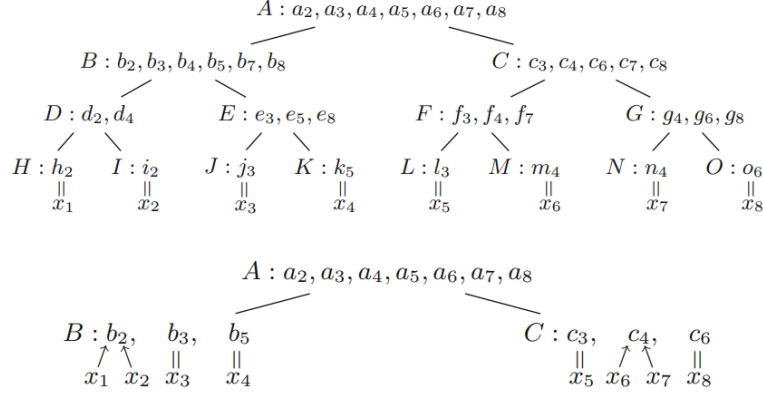 A : a₂, a₃, a₄, a₅, a₆, a₇, a₈
B : b₂, b₃, b₄, b₅, b₇, b₈ C : c₃, c₄, c₆, c₇, c₈
D : d₂, d₄ E : e₃, e₅, e₈ F : f₃, f₄, f₇ G : g₄, g₆, g₈
H : h₂ I : i₂ J : j₃ K : k₅ L : l₃ M : m₄ N : n₄ O : o₆
|| || || || || || || ||
x₁ x₂ x₃ x₄ x₅ x₆ x₇ x₈
A : a₂, a₃, a₄, a₅, a₆, a₇, a₈
B : b₂, b₃, b₅ C : c₃, c₄, c₆
|| || || ||
x₁ x₂ x₃ x₄ x₅ x₆ x₇ x₈